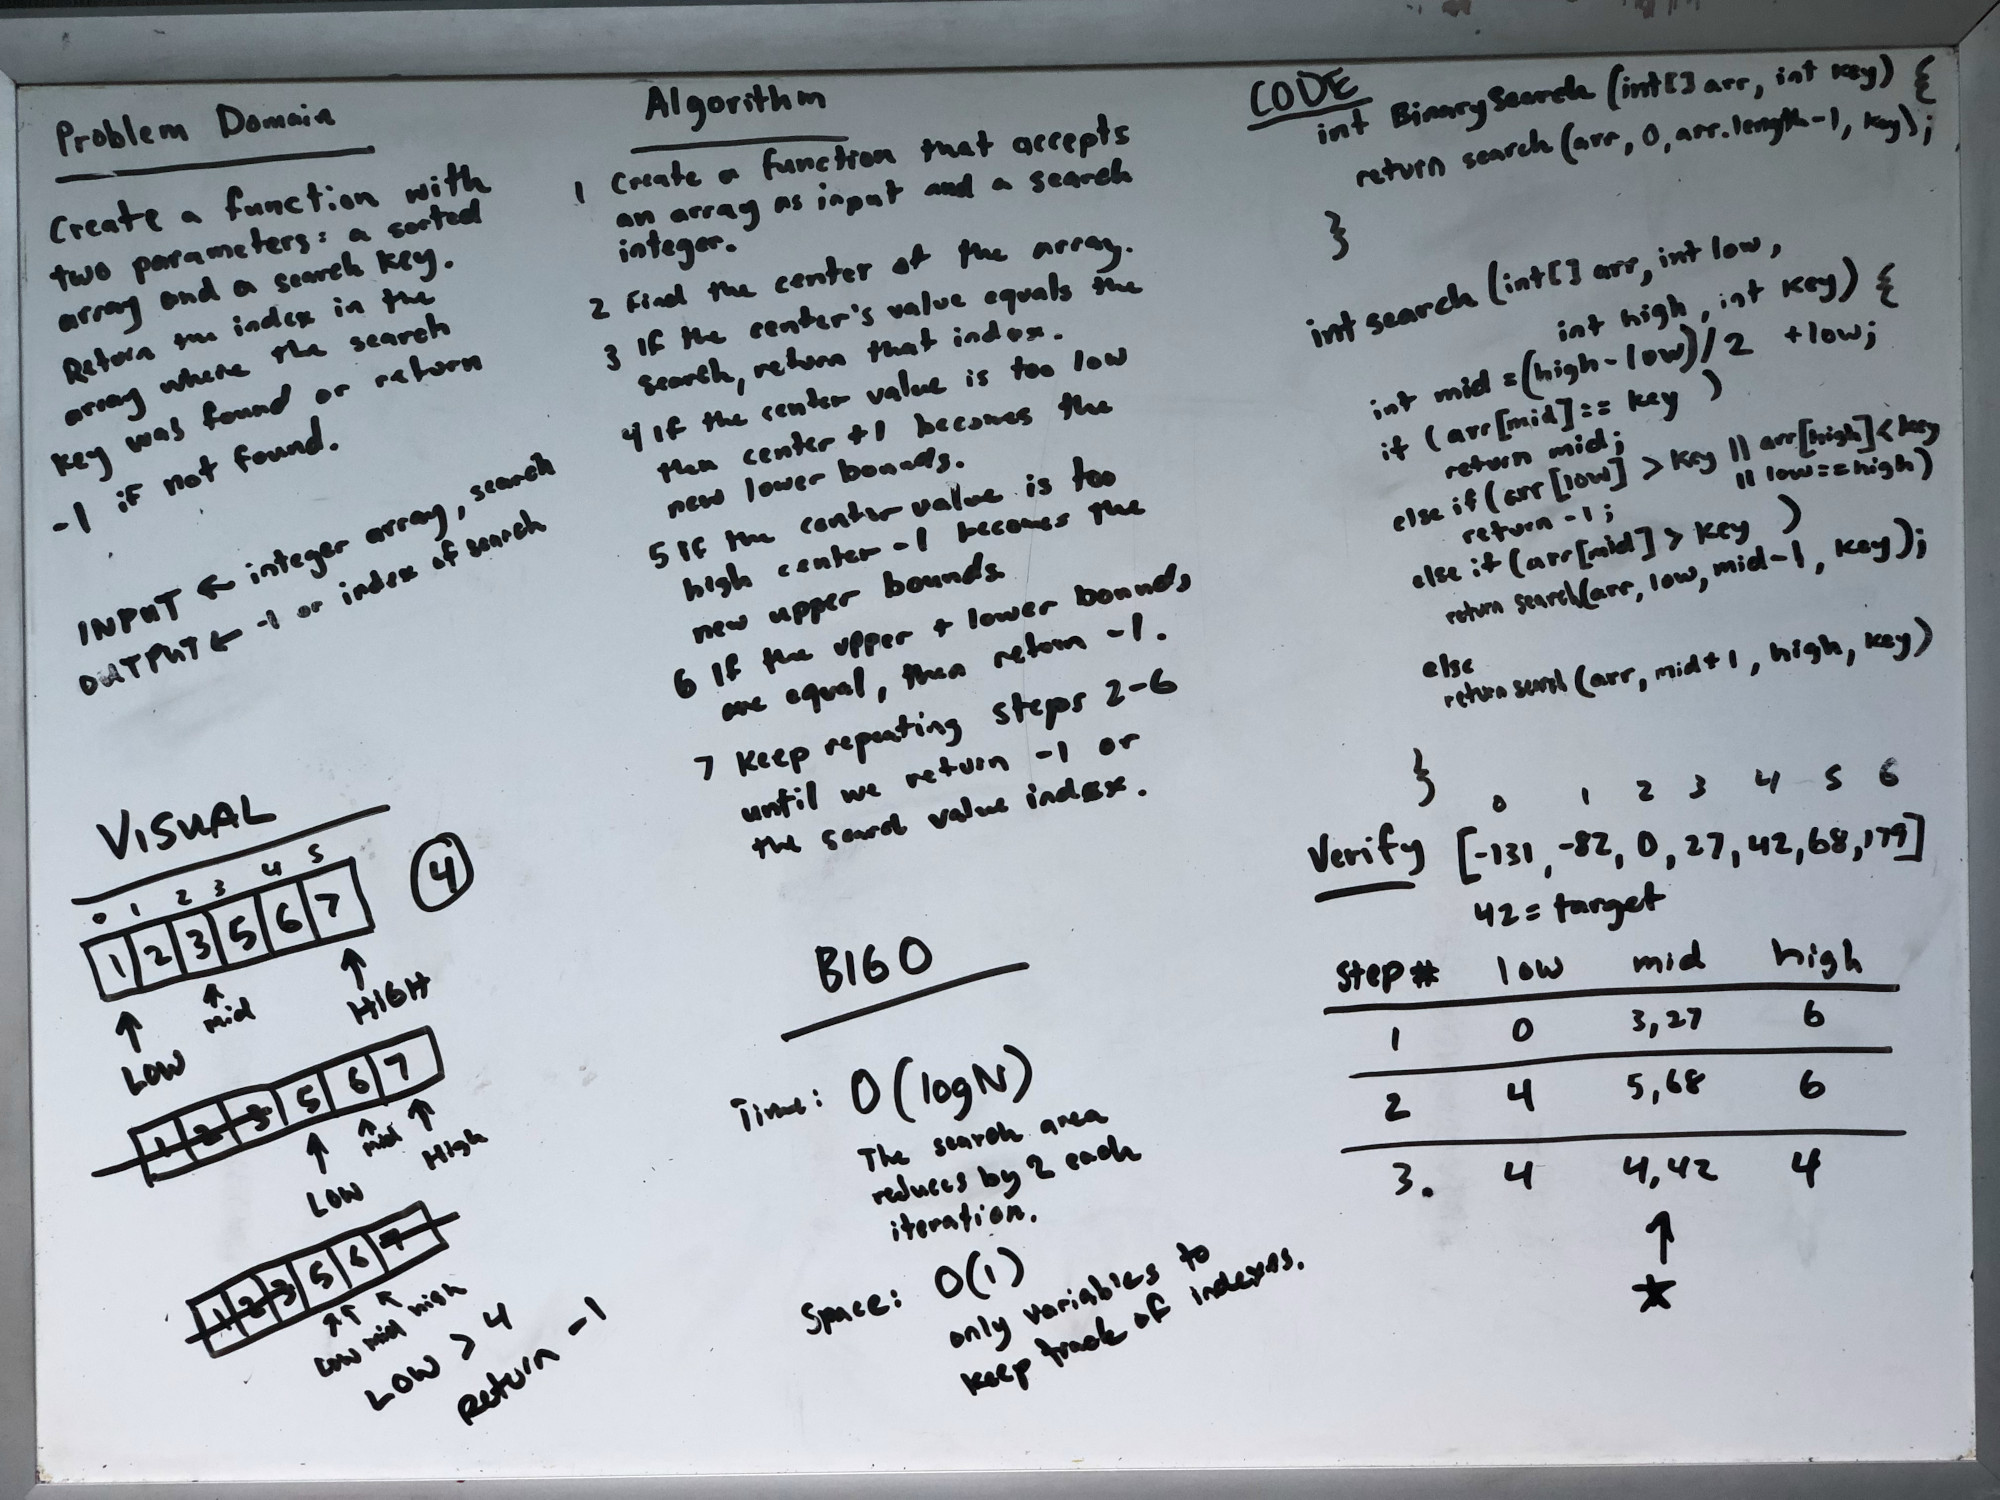 Problem Domain
Create a function with
two parameters: a sorted
array and a search key.
Return the index in the
array where the search
key was found or return
-1 if not found.
INPUT ← integer array, search
OUTPUT ← -1 or index of search
VISUAL
0 1 2 3 4 5
1 2 3 5 6 7
4
LOW mid HIGH
1 2 3 5 6 7
LOW mid High
1 2 3 5 6 7
Low mid high
LOW > 4
Return -1
Algorithm
1 Create a function that accepts
an array as input and a search
integer.
2 Find the center of the array.
3 If the center's value equals the
search, return that index.
4 If the center value is too low
then center +1 becomes the
new lower bounds.
5 If the center value is too
high center -1 becomes the
new upper bounds
6 If the upper + lower bounds
are equal, then return -1.
7 Keep repeating steps 2-6
until we return -1 or
the search value index.
BIG O
Time: O(logN)
The search area
reduces by 2 each
iteration.
Space: O(1)
only variables to
keep track of indexes.
CODE
int BinarySearch (int[] arr, int key) {
return search (arr, 0, arr.length-1, key);
}
int search (int[] arr, int low,
int high, int key) {
int mid = (high-low)/2 +low;
if (arr[mid]== key )
return mid;
else if (arr[low] > key || arr[high] < key
|| low==high)
return -1;
else if (arr[mid] > key )
return search(arr, low, mid-1, key);
else
return search (arr, mid+1, high, key)
}
0 1 2 3 4 5 6
Verify [-131, -82, 0, 27, 42, 68, 179]
42 = target
Step# low mid high
1 0 3,27 6
2 4 5,68 6
3. 4 4,42 4